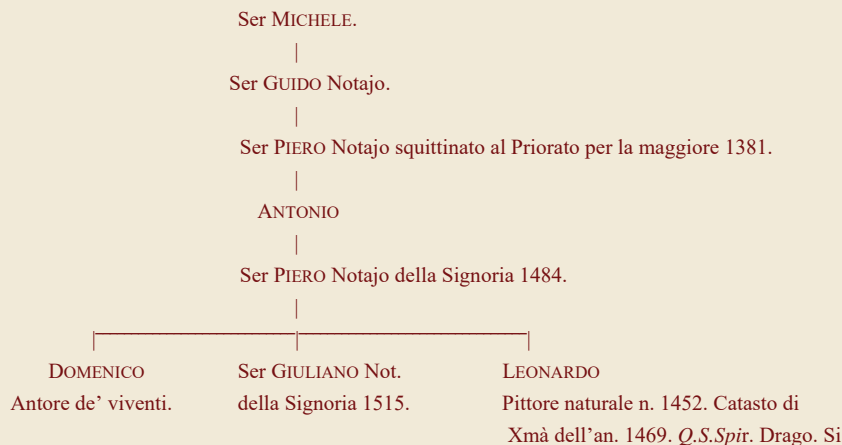 Ser MICHELE.
|
Ser GUIDO Notajo.
|
Ser PIERO Notajo squittinato al Priorato per la maggiore 1381.
|
ANTONIO
|
Ser PIERO Notajo della Signoria 1484.
|
DOMENICO Ser GIULIANO Not. LEONARDO
Antore de’ viventi. della Signoria 1515. Pittore naturale n. 1452. Catasto di
Xmà dell’an. 1469. Q.S.Spir. Drago. Si